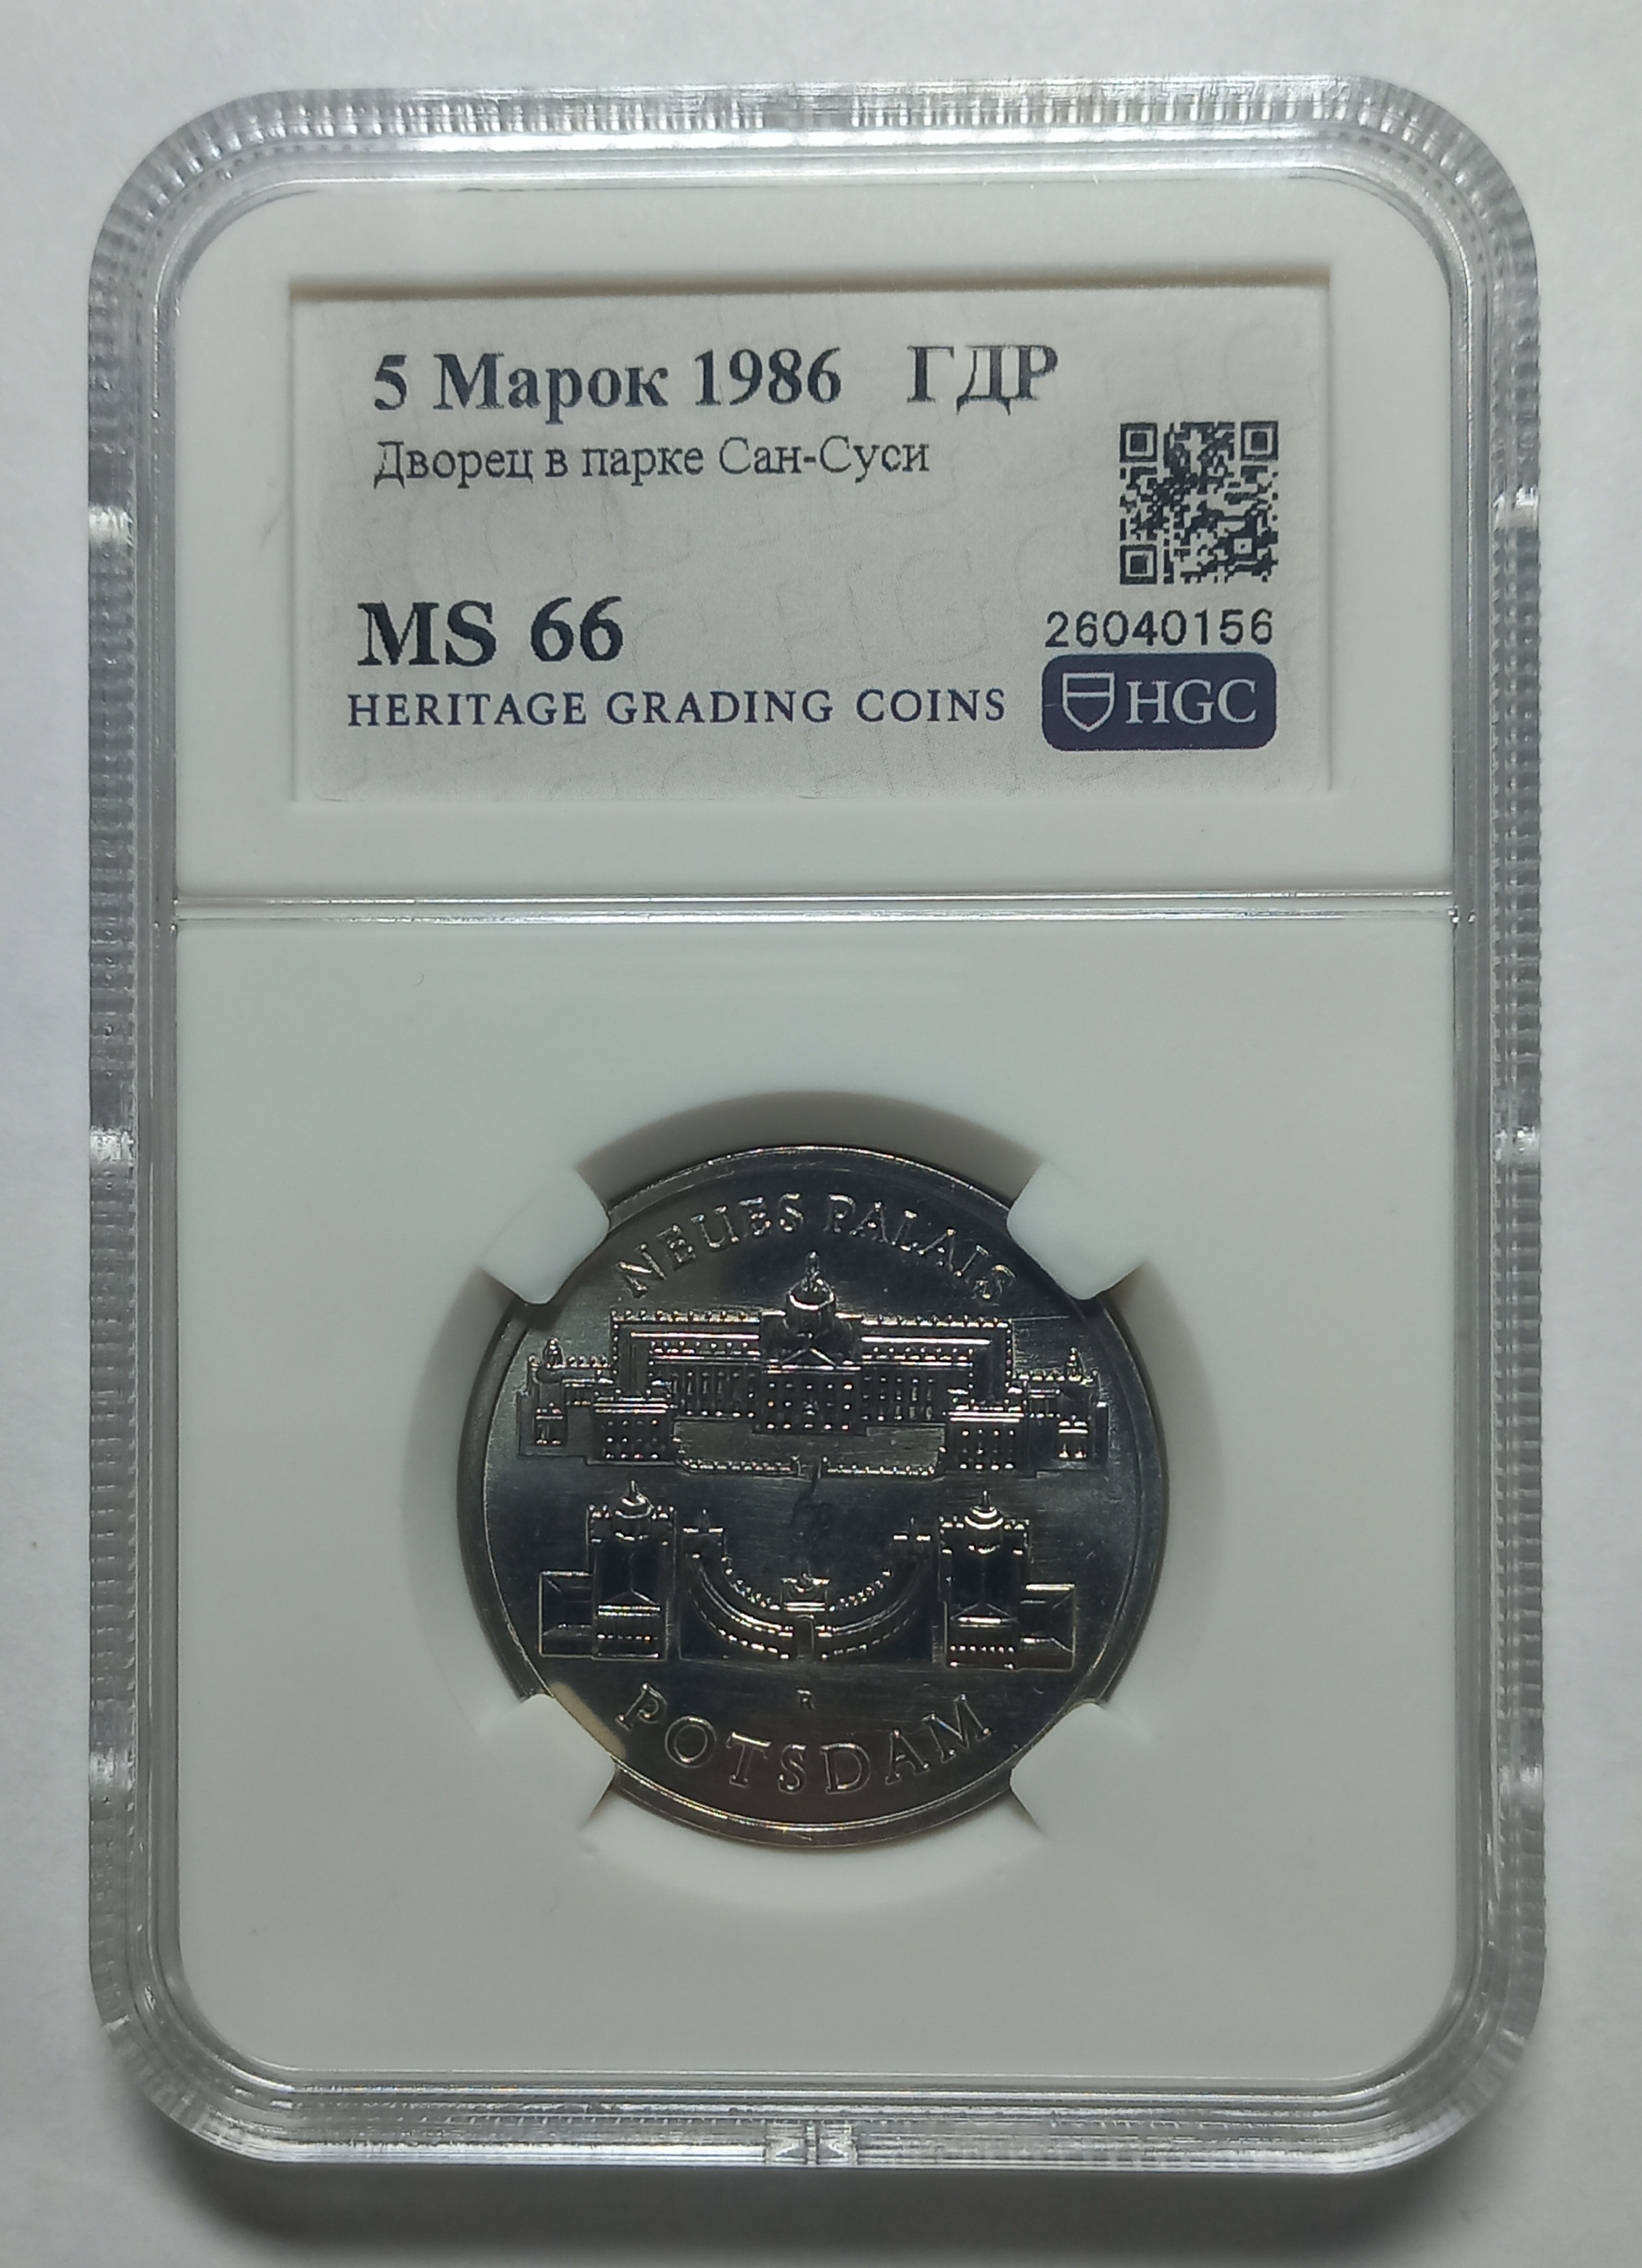 5 Марок 1986 ГДР
Дворец в парке Сан-Суси
MS 66
26040156
HERITAGE GRADING COINS
HGC
NEUES PALAIS
R
POTSDAM